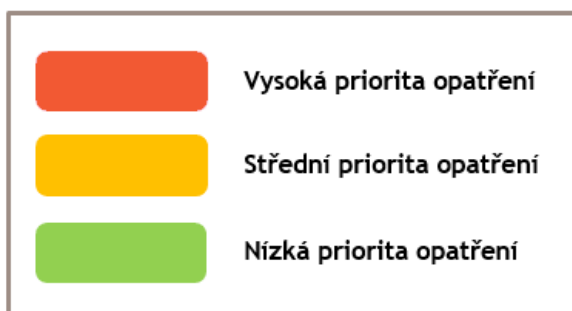 Vysoká priorita opatření
Střední priorita opatření
Nízká priorita opatření